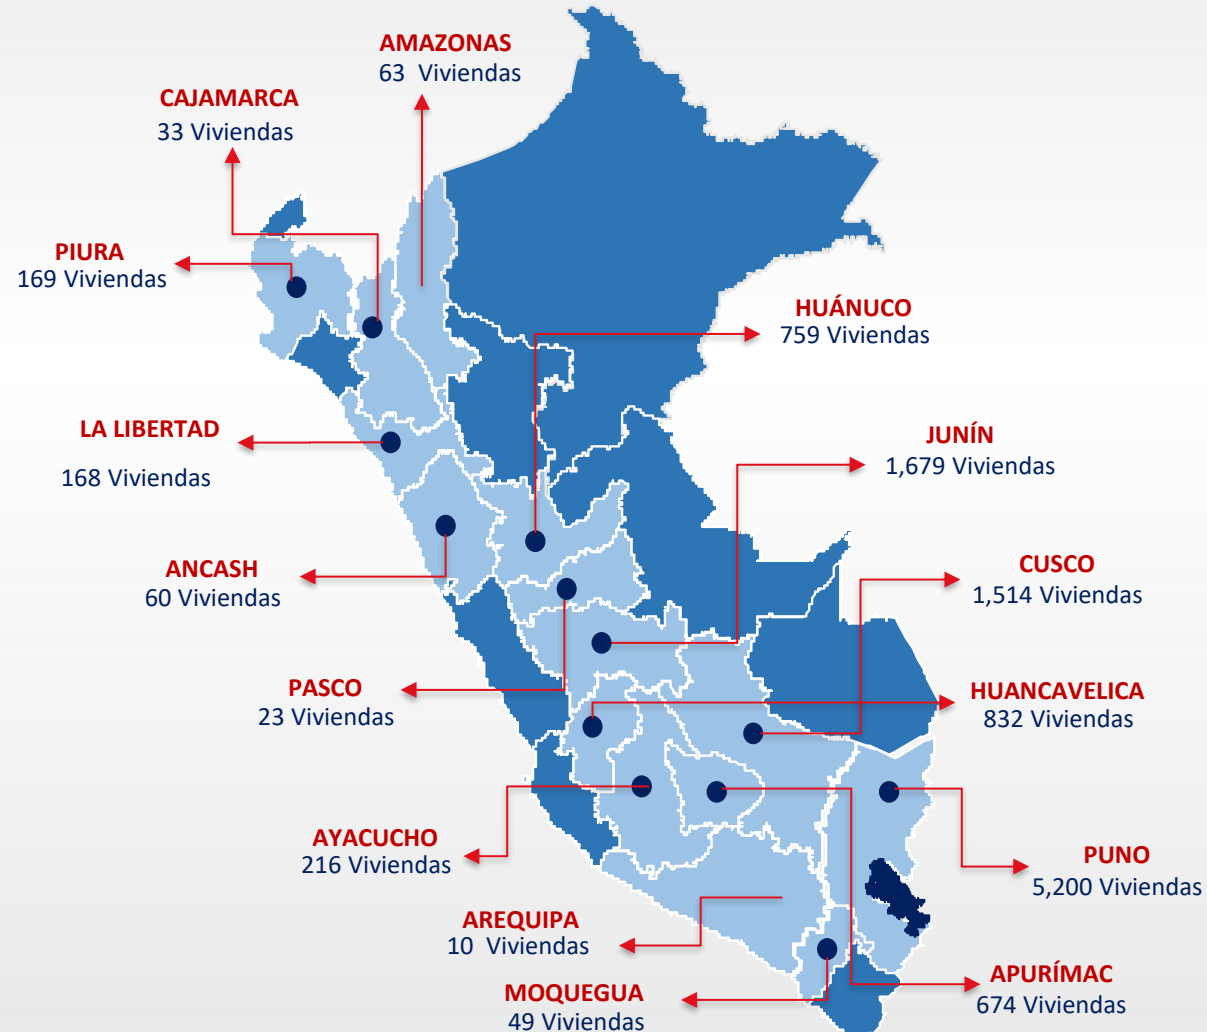 AMAZONAS
63 Viviendas
CAJAMARCA
33 Viviendas
PIURA
169 Viviendas
HUÁNUCO
759 Viviendas
LA LIBERTAD
168 Viviendas
JUNÍN
1,679 Viviendas
ANCASH
60 Viviendas
CUSCO
1,514 Viviendas
PASCO
23 Viviendas
HUANCAVELICA
832 Viviendas
AYACUCHO
216 Viviendas
PUNO
5,200 Viviendas
AREQUIPA
10 Viviendas
APURÍMAC
674 Viviendas
MOQUEGUA
49 Viviendas